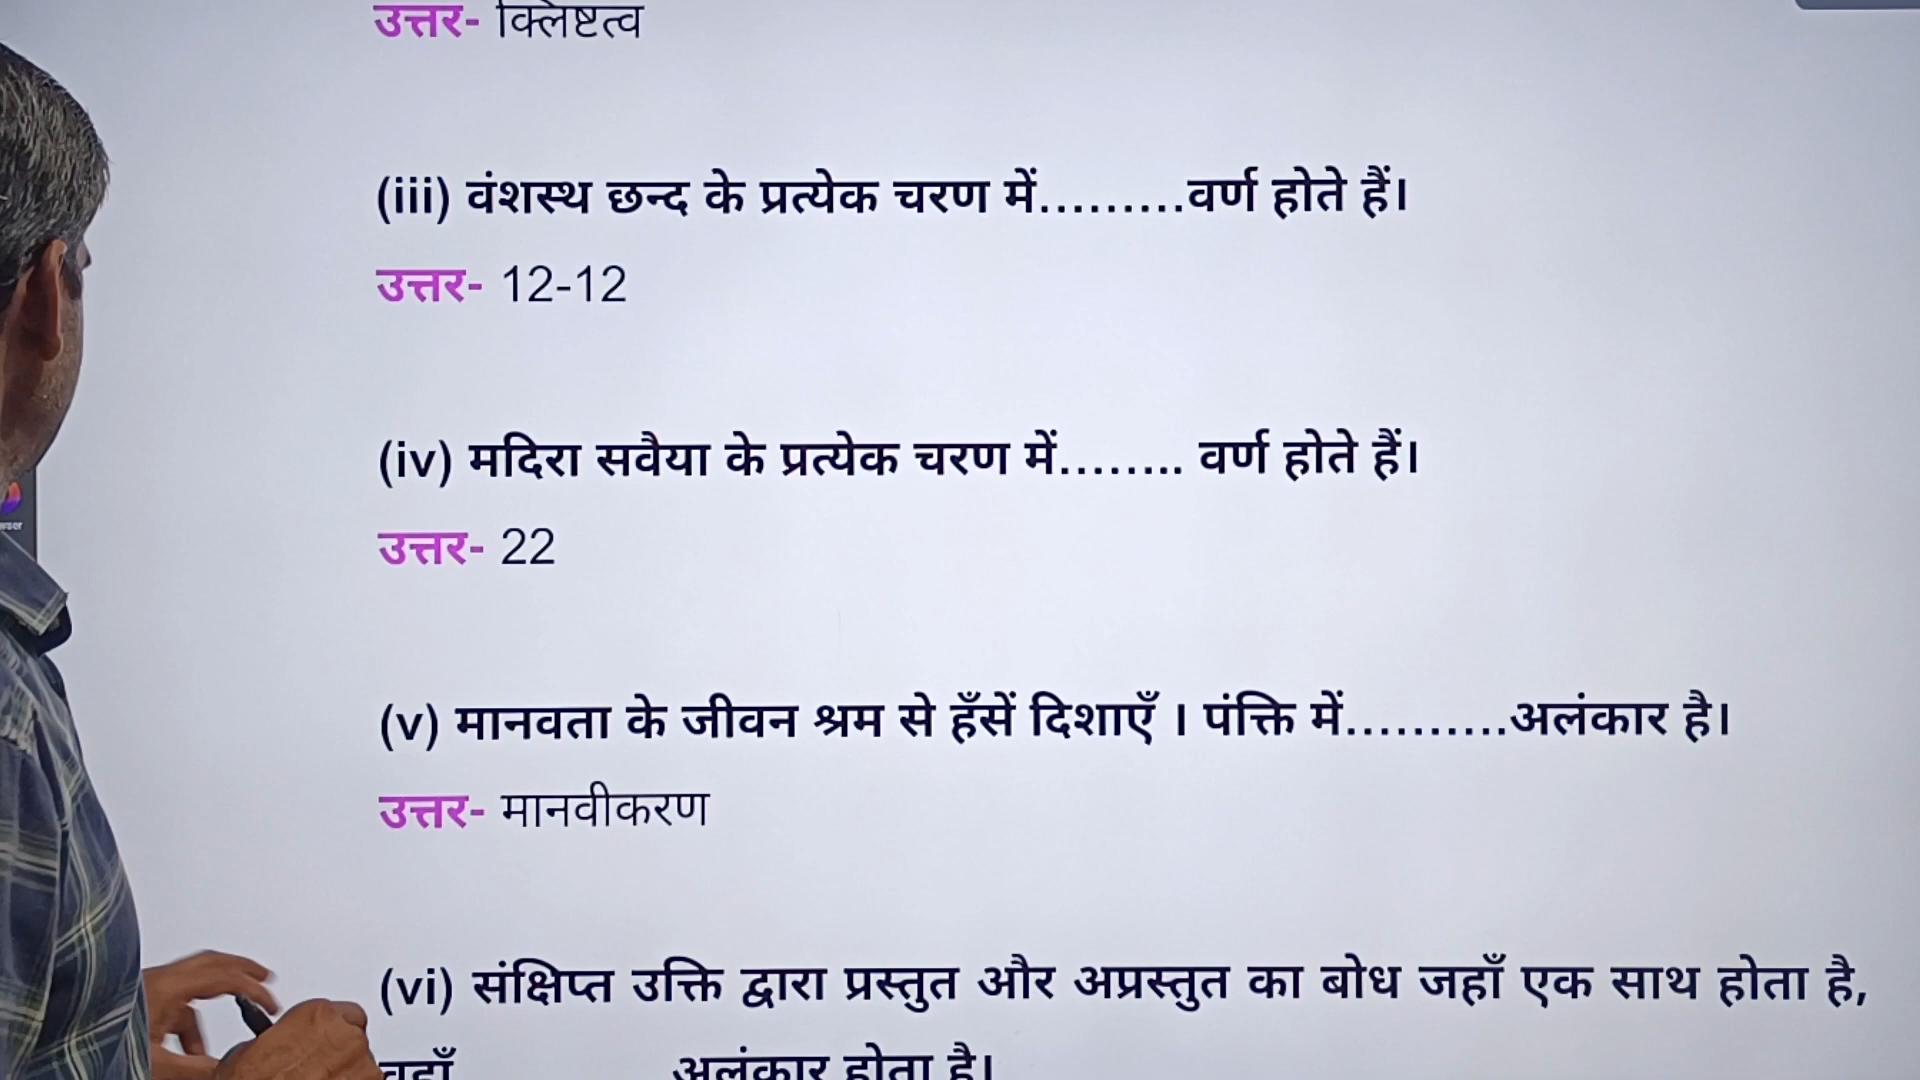 उत्तर- क्लिष्टत्व
(iii) वंशस्थ छन्द के प्रत्येक चरण में.........वर्ण होते हैं।
उत्तर- 12-12
(iv) मदिरा सवैया के प्रत्येक चरण में........ वर्ण होते हैं।
उत्तर- 22
(v) मानवता के जीवन श्रम से हँसें दिशाएँ । पंक्ति में..........अलंकार है।
उत्तर- मानवीकरण
(vi) संक्षिप्त उक्ति द्वारा प्रस्तुत और अप्रस्तुत का बोध जहाँ एक साथ होता है,
वहाँ अलंकार होता है।